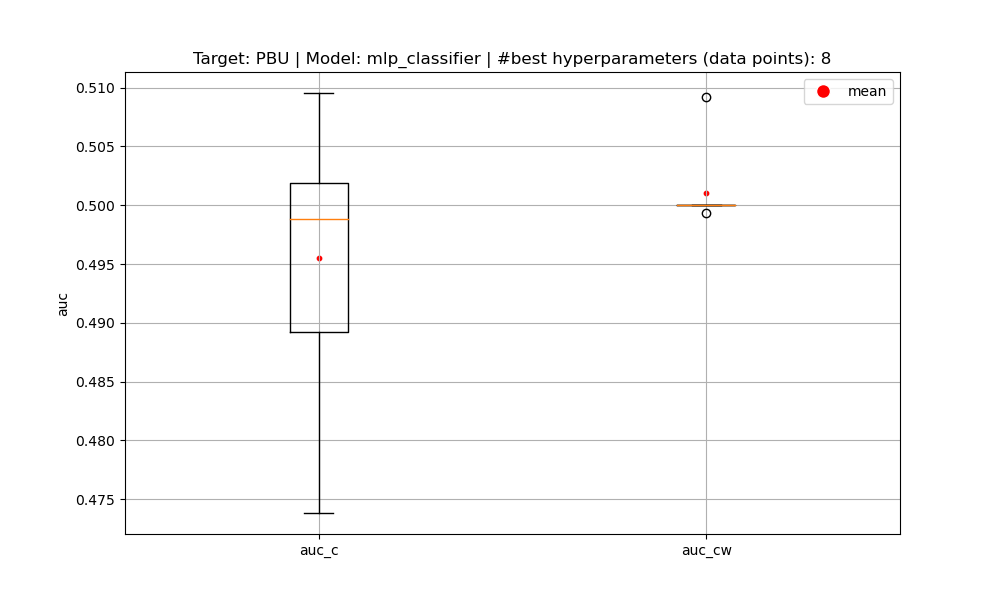 Target: PBU | Model: mlp_classifier | #best hyperparameters (data points): 8
mean
0.510
0.505
0.500
0.495
0.490
0.485
0.480
0.475
auc
auc_c
auc_cw